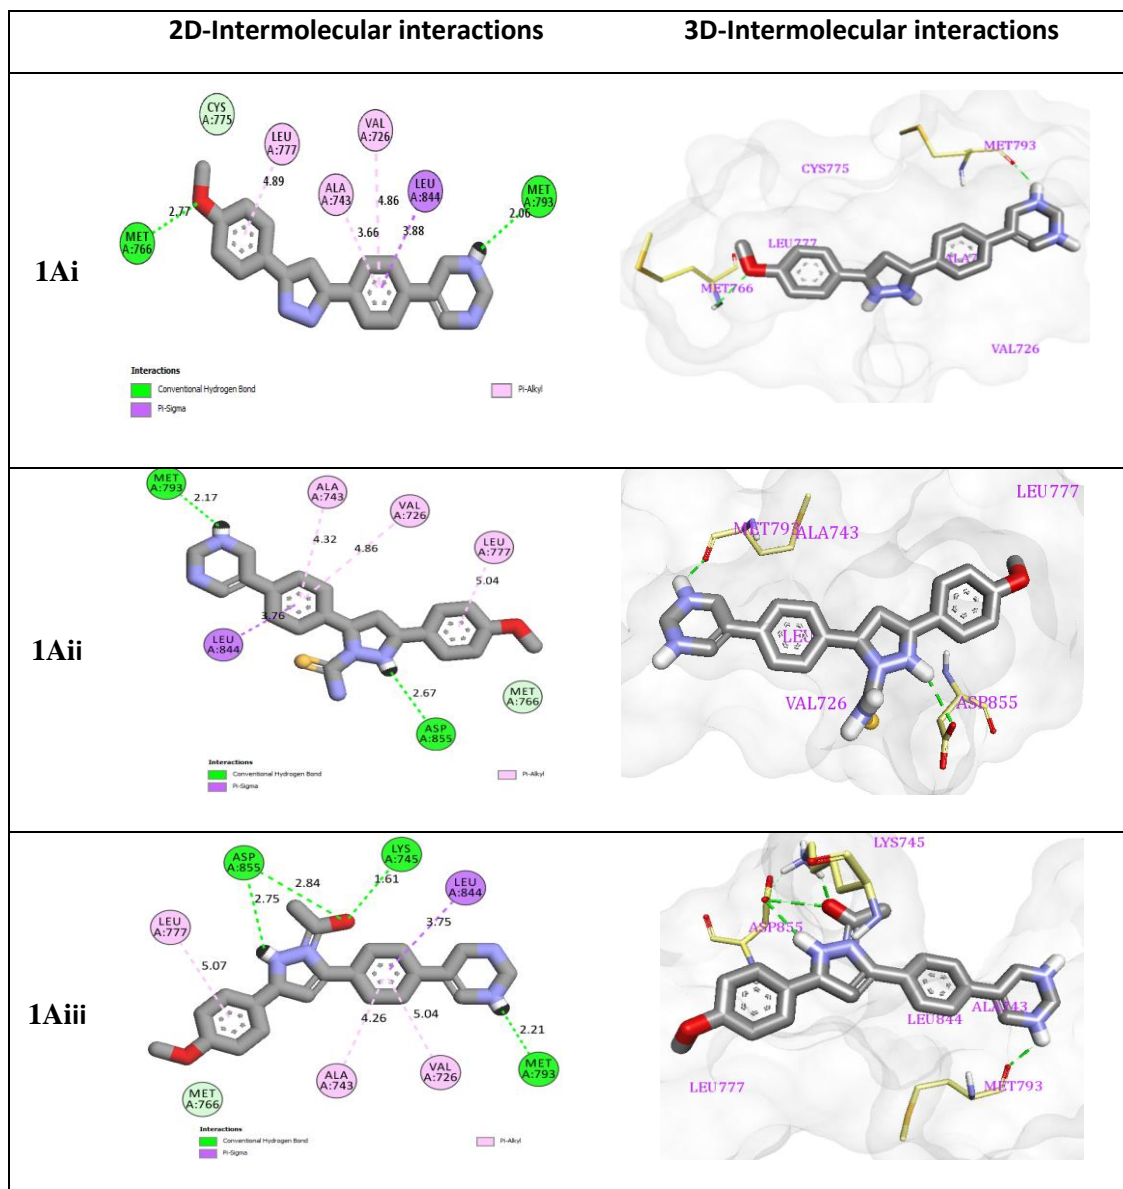 2D-Intermolecular interactions
3D-Intermolecular interactions
1Ai
CYS
A:775
LEU
A:777
VAL
A:726
ALA
A:743
LEU
A:844
MET
A:793
MET
A:766
2.77
4.89
4.86
3.66
3.88
2.06
Interactions
Conventional Hydrogen Bond
Pi-Sigma
Pi-Alkyl
MET793
CYS775
LEU777
MET766
VAL726
1Aii
MET
A:793
2.17
ALA
A:743
VAL
A:726
LEU
A:777
4.32
4.86
5.04
3.76
LEU
A:844
2.67
MET
A:766
ASP
A:855
Interactions
Conventional Hydrogen Bond
Pi-Sigma
Pi-Alkyl
LEU777
MET793
ALA743
VAL726
ASP855
1Aiii
ASP
A:855
LYS
A:745
LEU
A:844
2.84
1.61
2.75
3.75
LEU
A:777
5.07
4.26
5.04
2.21
ALA
A:743
VAL
A:726
MET
A:793
MET
A:766
Interactions
Conventional Hydrogen Bond
Pi-Sigma
Pi-Alkyl
LYS745
ASP855
LEU844
LEU777
MET793